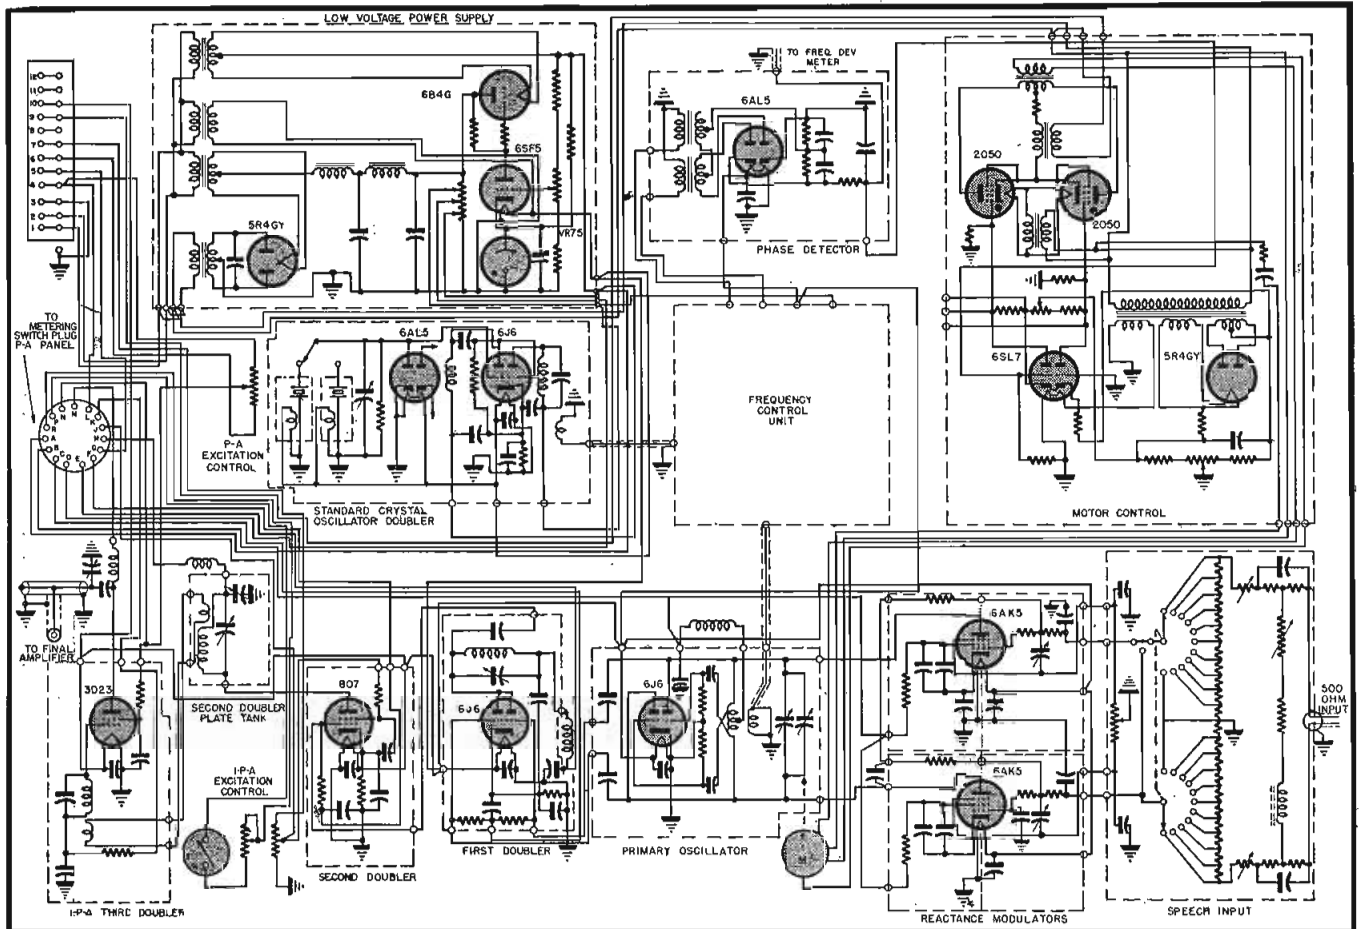 LOW VOLTAGE POWER SUPPLY
TO FREQ. DEV
METER
12
11
10
9
8
7
6
5
4
3
2
1
6B4G
6SF5
VR75
5R4GY
6AL5
PHASE DETECTOR
2050
2050
6SL7
5R4GY
MOTOR CONTROL
TO
METERING
SWITCH PLUG
P-A PANEL
P-A
EXCITATION
CONTROL
6AL5
6J6
STANDARD CRYSTAL
OSCILLATOR DOUBLER
FREQUENCY
CONTROL
UNIT
TO FINAL
AMPLIFIER
3D23
I-P-A THIRD DOUBLER
SECOND DOUBLER
PLATE TANK
I-P-A
EXCITATION
CONTROL
807
SECOND DOUBLER
6J6
FIRST DOUBLER
6J6
PRIMARY OSCILLATOR
M
6AK5
6AK5
REACTANCE MODULATORS
500
OHM
INPUT
SPEECH INPUT